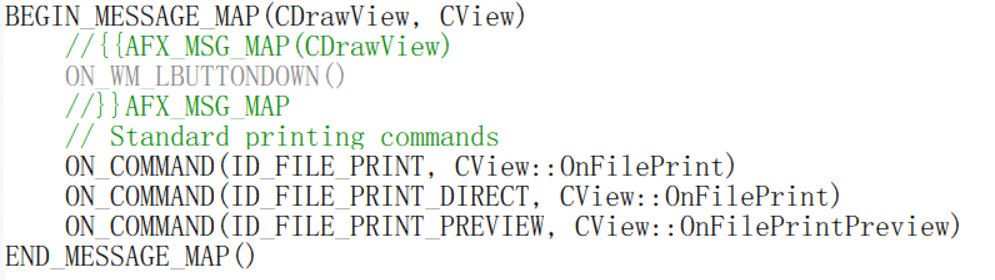 BEGIN_MESSAGE_MAP(CDrawView, CView)
//{{AFX_MSG_MAP(CDrawView)
ON_WM_LBUTTONDOWN()
//}}AFX_MSG_MAP
// Standard printing commands
ON_COMMAND(ID_FILE_PRINT, CView::OnFilePrint)
ON_COMMAND(ID_FILE_PRINT_DIRECT, CView::OnFilePrint)
ON_COMMAND(ID_FILE_PRINT_PREVIEW, CView::OnFilePrintPreview)
END_MESSAGE_MAP()